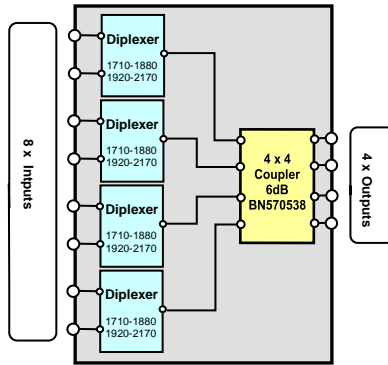 8 x Intputs
Diplexer
1710-1880
1920-2170
Diplexer
1710-1880
1920-2170
Diplexer
1710-1880
1920-2170
Diplexer
1710-1880
1920-2170
4 x 4
Coupler
6dB
BN570538
4 x Outputs